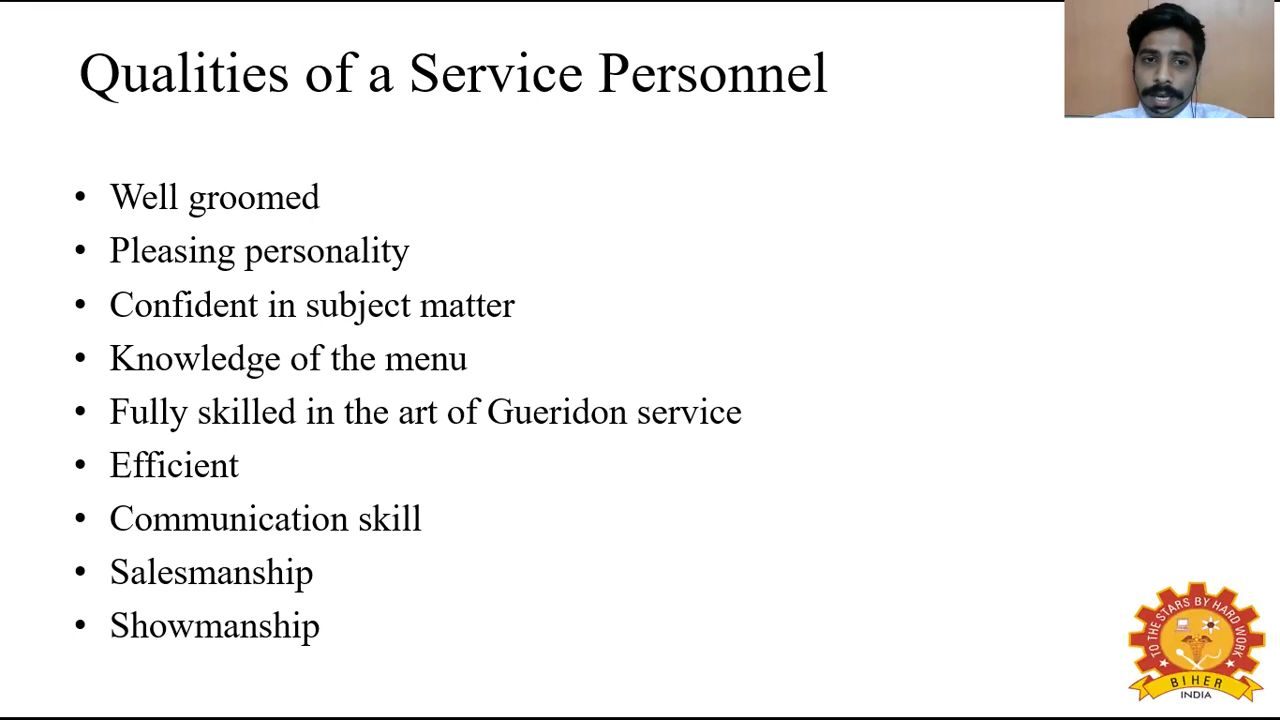 Qualities of a Service Personnel
• Well groomed
• Pleasing personality
• Confident in subject matter
• Knowledge of the menu
• Fully skilled in the art of Gueridon service
• Efficient
• Communication skill
• Salesmanship
• Showmanship
TO THE STARS BY HARD WORK
BIHER
INDIA